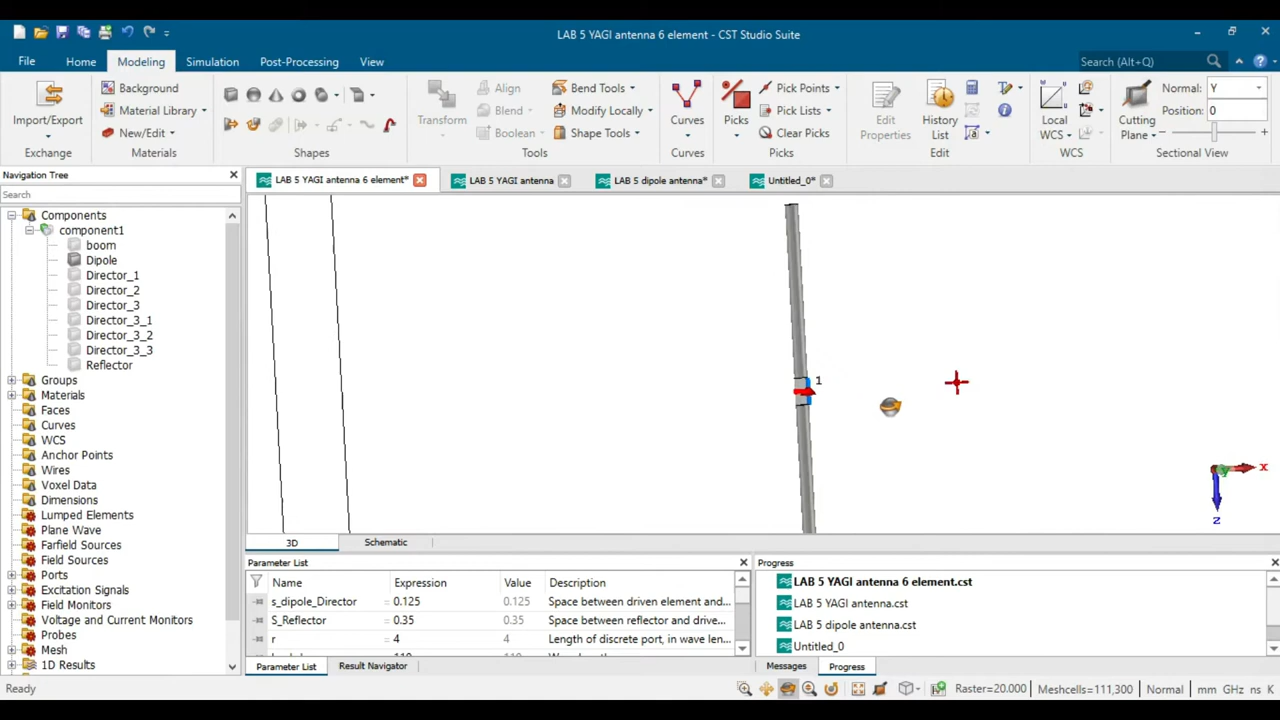 LAB 5 YAGI antenna 6 element - CST Studio Suite
File Home Modeling Simulation Post-Processing View Search (Alt+Q)
Import/Export
Exchange
Background
Material Library
New/Edit
Materials
Shapes
Transform
Align
Blend
Boolean
Bend Tools
Modify Locally
Shape Tools
Tools
Curves
Curves
Picks
Pick Points
Pick Lists
Clear Picks
Picks
Edit Properties
History List
Edit
Local WCS
WCS
Cutting Plane
Normal: Y
Position: 0
Sectional View
Navigation Tree
Search
LAB 5 YAGI antenna 6 element* LAB 5 YAGI antenna LAB 5 dipole antenna* Untitled_0*
Components
component1
boom
Dipole
Director_1
Director_2
Director_3
Director_3_1
Director_3_2
Director_3_3
Reflector
Groups
Materials
Faces
Curves
WCS
Anchor Points
Wires
Voxel Data
Dimensions
Lumped Elements
Plane Wave
Farfield Sources
Field Sources
Ports
Excitation Signals
Field Monitors
Voltage and Current Monitors
Probes
Mesh
1D Results
1
x
y
z
3D Schematic
Parameter List
Name Expression Value Description
s_dipole_Director = 0.125 0.125 Space between driven element and...
S_Reflector = 0.35 0.35 Space between reflector and drive...
r = 4 4 Length of discrete port, in wave len...
Parameter List Result Navigator
Progress
LAB 5 YAGI antenna 6 element.cst
LAB 5 YAGI antenna.cst
LAB 5 dipole antenna.cst
Untitled_0
Messages Progress
Ready Raster=20.000 Meshcells=111,300 Normal mm GHz ns K